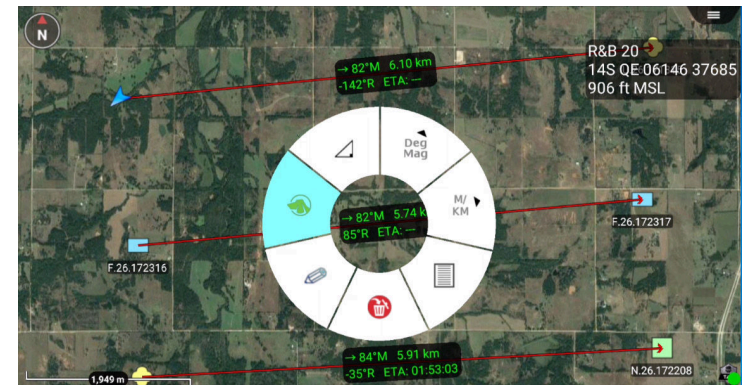 N
→ 82°M 6.10 km
-142°R ETA: ---
R&B 20
14S QE 06146 37685
906 ft MSL
Deg
Mag
M/
KM
→ 82°M 5.74 k
85°R ETA: ---
F.26.172316
F.26.172317
→ 84°M 5.91 km
-35°R ETA: 01:53:03
N.26.172208
1,949 m